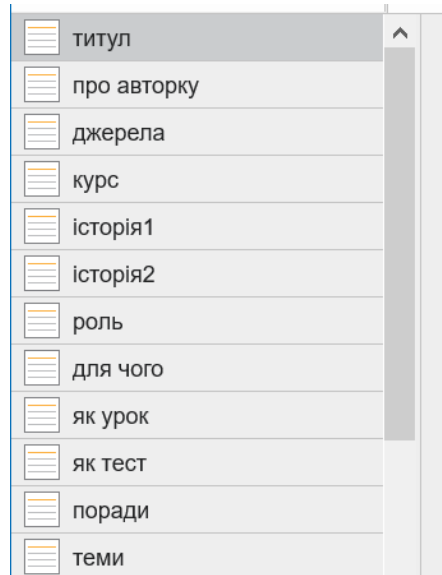 титул
про авторку
джерела
курс
історія1
історія2
роль
для чого
як урок
як тест
поради
теми